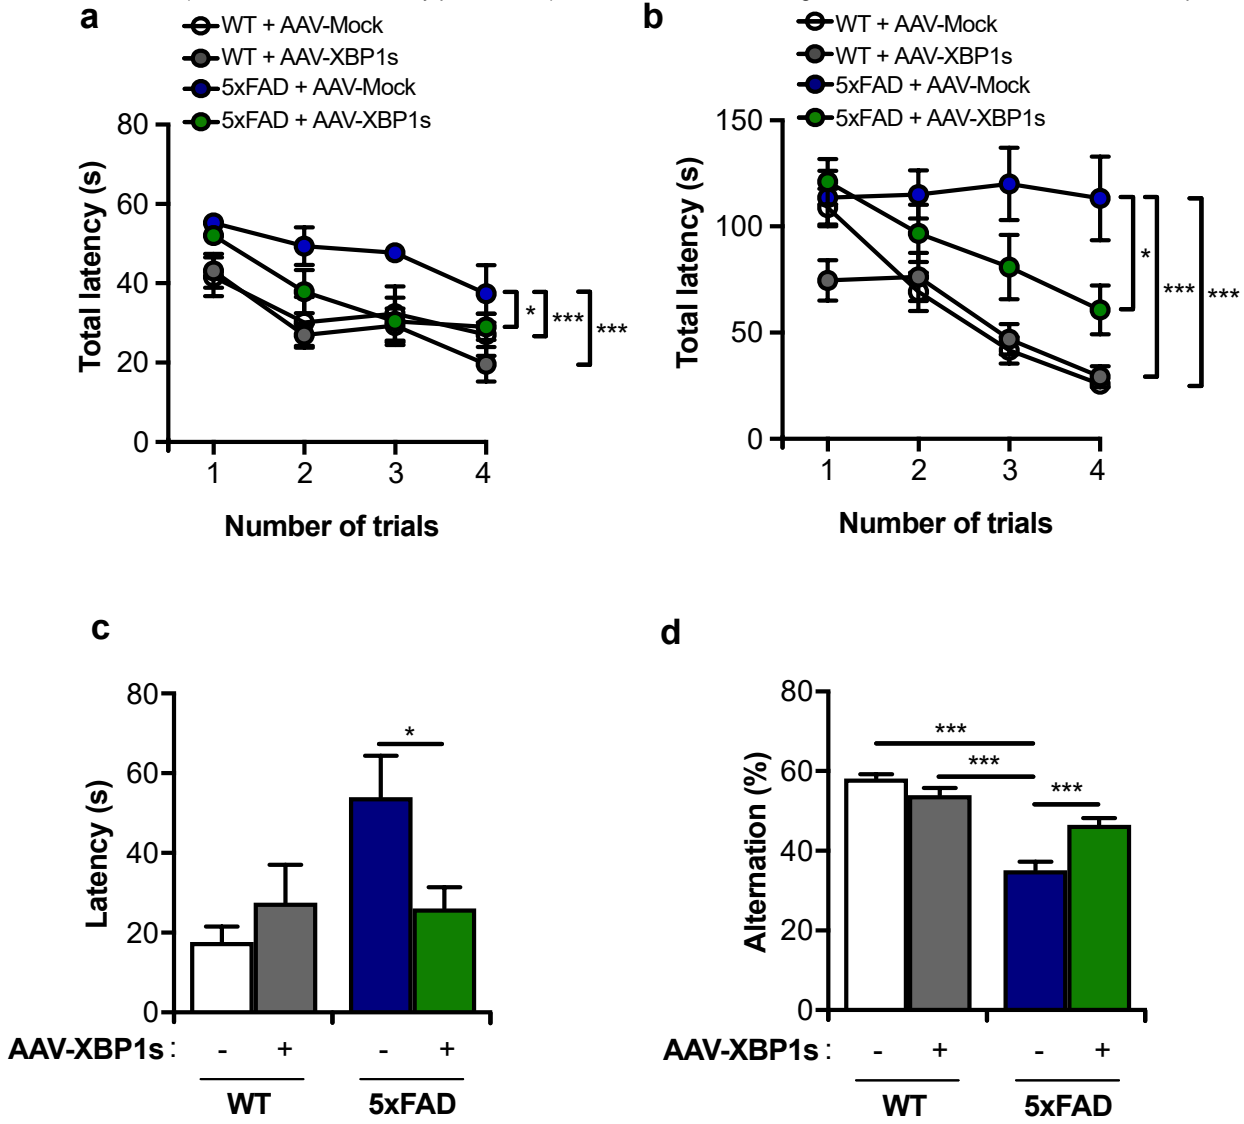 a
WT + AAV-Mock
WT + AAV-XBP1s
5xFAD + AAV-Mock
5xFAD + AAV-XBP1s
80
60
40
20
0
Total latency (s)
1 2 3 4
Number of trials
* *** ***
b
WT + AAV-Mock
WT + AAV-XBP1s
5xFAD + AAV-Mock
5xFAD + AAV-XBP1s
150
100
50
0
Total latency (s)
1 2 3 4
Number of trials
* *** ***
c
80
60
40
20
0
Latency (s)
*
AAV-XBP1s : - + - +
WT 5xFAD
d
80
60
40
20
0
Alternation (%)
***
***
***
AAV-XBP1s : - + - +
WT 5xFAD